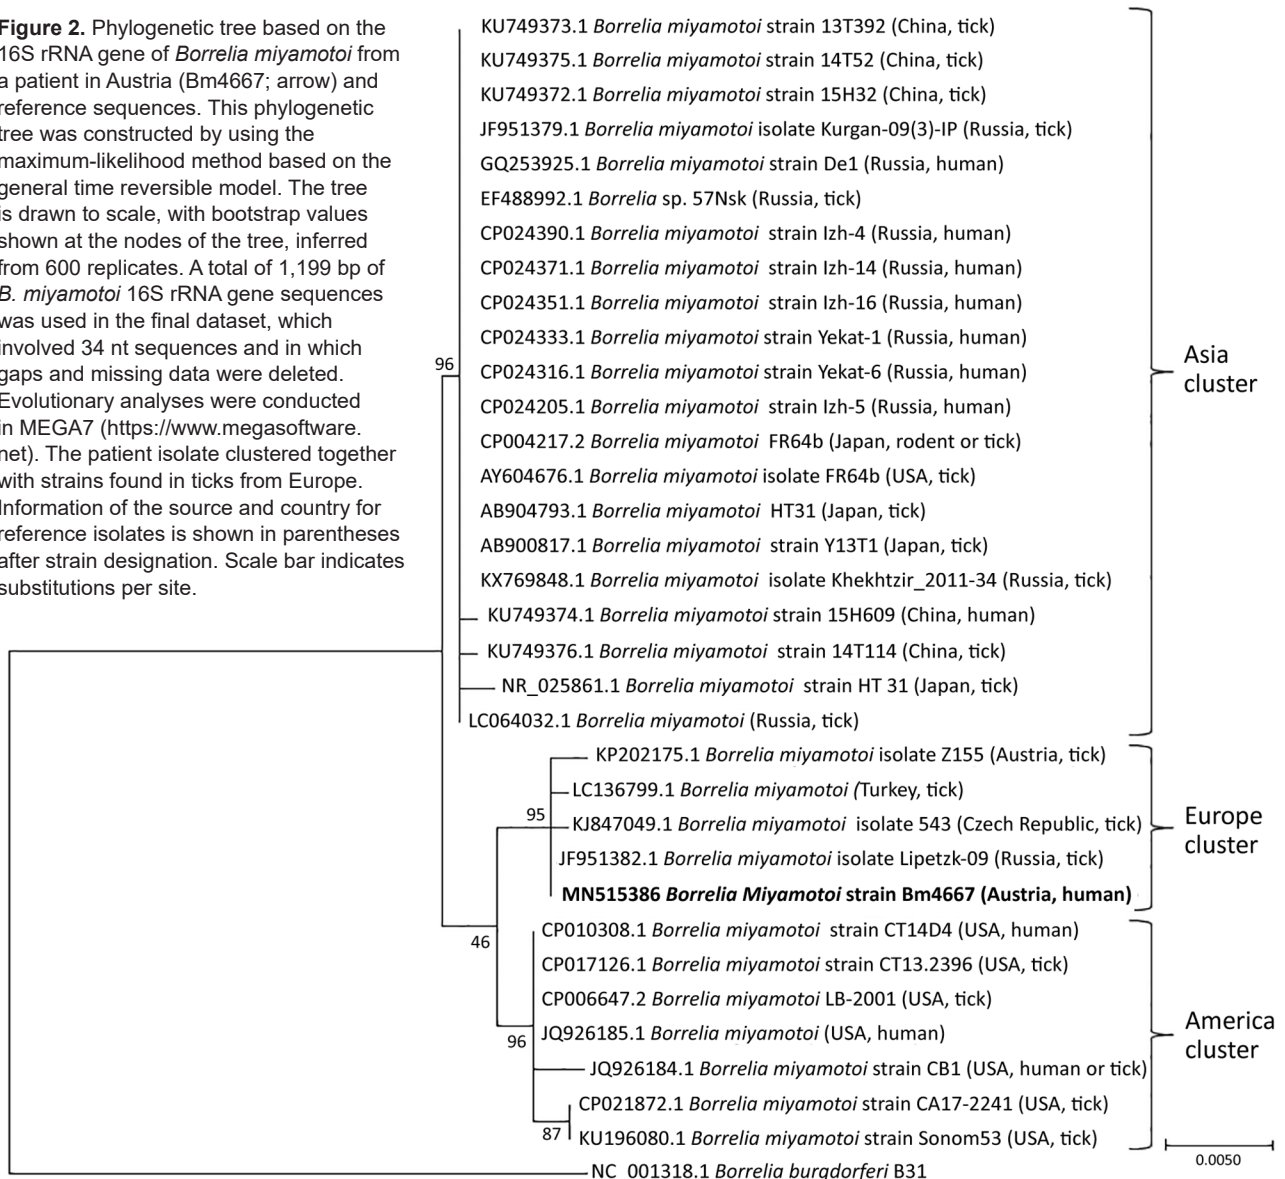 Figure 2. Phylogenetic tree based on the
16S rRNA gene of Borrelia miyamotoi from
a patient in Austria (Bm4667; arrow) and
reference sequences. This phylogenetic
tree was constructed by using the
maximum-likelihood method based on the
general time reversible model. The tree
is drawn to scale, with bootstrap values
shown at the nodes of the tree, inferred
from 600 replicates. A total of 1,199 bp of
B. miyamotoi 16S rRNA gene sequences
was used in the final dataset, which
involved 34 nt sequences and in which
gaps and missing data were deleted.
Evolutionary analyses were conducted
in MEGA7 (https://www.megasoftware.
net). The patient isolate clustered together
with strains found in ticks from Europe.
Information of the source and country for
reference isolates is shown in parentheses
after strain designation. Scale bar indicates
substitutions per site.
KU749373.1 Borrelia miyamotoi strain 13T392 (China, tick)
KU749375.1 Borrelia miyamotoi strain 14T52 (China, tick)
KU749372.1 Borrelia miyamotoi strain 15H32 (China, tick)
JF951379.1 Borrelia miyamotoi isolate Kurgan-09(3)-IP (Russia, tick)
GQ253925.1 Borrelia miyamotoi strain De1 (Russia, human)
EF488992.1 Borrelia sp. 57Nsk (Russia, tick)
CP024390.1 Borrelia miyamotoi strain Izh-4 (Russia, human)
CP024371.1 Borrelia miyamotoi strain Izh-14 (Russia, human)
CP024351.1 Borrelia miyamotoi strain Izh-16 (Russia, human)
CP024333.1 Borrelia miyamotoi strain Yekat-1 (Russia, human)
96
CP024316.1 Borrelia miyamotoi strain Yekat-6 (Russia, human)
CP024205.1 Borrelia miyamotoi strain Izh-5 (Russia, human)
CP004217.2 Borrelia miyamotoi FR64b (Japan, rodent or tick)
AY604676.1 Borrelia miyamotoi isolate FR64b (USA, tick)
AB904793.1 Borrelia miyamotoi HT31 (Japan, tick)
AB900817.1 Borrelia miyamotoi strain Y13T1 (Japan, tick)
KX769848.1 Borrelia miyamotoi isolate Khekhtzir_2011-34 (Russia, tick)
KU749374.1 Borrelia miyamotoi strain 15H609 (China, human)
KU749376.1 Borrelia miyamotoi strain 14T114 (China, tick)
NR_025861.1 Borrelia miyamotoi strain HT 31 (Japan, tick)
LC064032.1 Borrelia miyamotoi (Russia, tick)
Asia
cluster
KP202175.1 Borrelia miyamotoi isolate Z155 (Austria, tick)
LC136799.1 Borrelia miyamotoi (Turkey, tick)
95
KJ847049.1 Borrelia miyamotoi isolate 543 (Czech Republic, tick)
JF951382.1 Borrelia miyamotoi isolate Lipetzk-09 (Russia, tick)
MN515386 Borrelia Miyamotoi strain Bm4667 (Austria, human)
Europe
cluster
46
CP010308.1 Borrelia miyamotoi strain CT14D4 (USA, human)
CP017126.1 Borrelia miyamotoi strain CT13.2396 (USA, tick)
CP006647.2 Borrelia miyamotoi LB-2001 (USA, tick)
JQ926185.1 Borrelia miyamotoi (USA, human)
96
JQ926184.1 Borrelia miyamotoi strain CB1 (USA, human or tick)
CP021872.1 Borrelia miyamotoi strain CA17-2241 (USA, tick)
87
KU196080.1 Borrelia miyamotoi strain Sonom53 (USA, tick)
America
cluster
NC_001318.1 Borrelia burgdorferi B31
0.0050